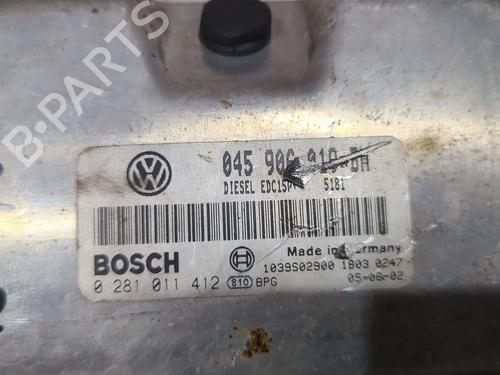 B-PARTS
045 906 019 BH
DIESEL EDC15P+ 5181
BOSCH
Made in Germany
0 281 011 412 810 BPG
1039S02900 1803 0247
05-08-02